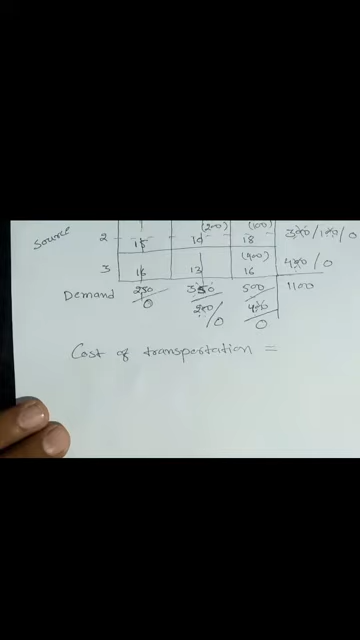 (200) (100)
Source 2 15 10 18 300/100/0
(400)
3 16 13 16 400/0
Demand 250 350 500 1100
0 200 400
/0 0
Cost of transportation =